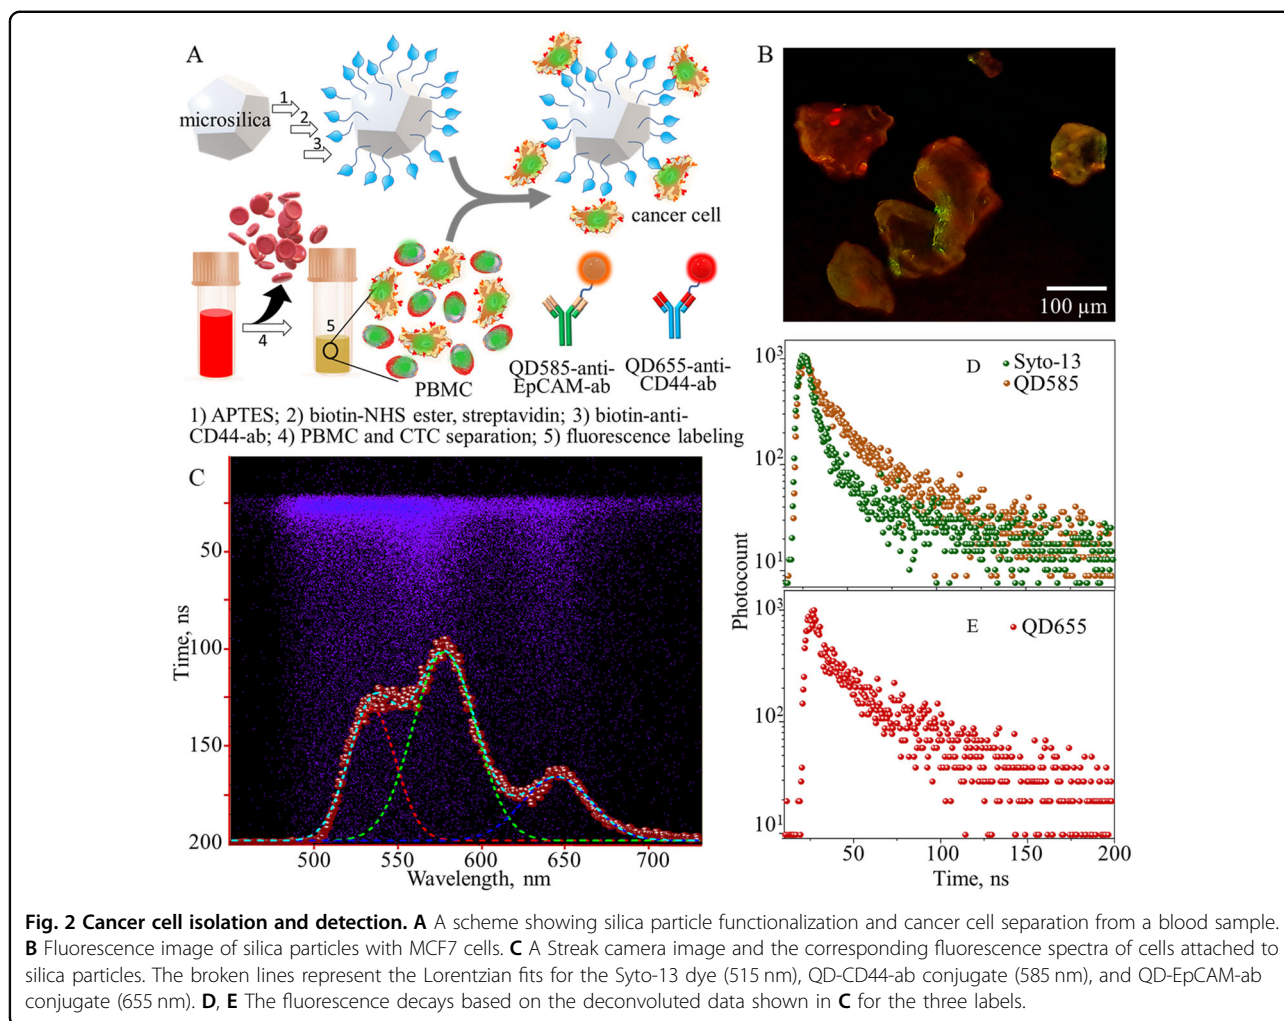 A
microsilica
1
2
3
cancer cell
4
5
PBMC
QD585-anti-
EpCAM-ab
QD655-anti-
CD44-ab
1) APTES; 2) biotin-NHS ester, streptavidin; 3) biotin-anti-
CD44-ab; 4) PBMC and CTC separation; 5) fluorescence labeling
B
100 μm
C
50
100
150
200
Time, ns
500
550
600
650
700
Wavelength, nm
D
Syto-13
QD585
10³
10²
10¹
Photocount
E
QD655
10³
10²
10¹
50
100
150
200
Time, ns
Fig. 2 Cancer cell isolation and detection. A A scheme showing silica particle functionalization and cancer cell separation from a blood sample.
B Fluorescence image of silica particles with MCF7 cells. C A Streak camera image and the corresponding fluorescence spectra of cells attached to
silica particles. The broken lines represent the Lorentzian fits for the Syto-13 dye (515 nm), QD-CD44-ab conjugate (585 nm), and QD-EpCAM-ab
conjugate (655 nm). D, E The fluorescence decays based on the deconvoluted data shown in C for the three labels.